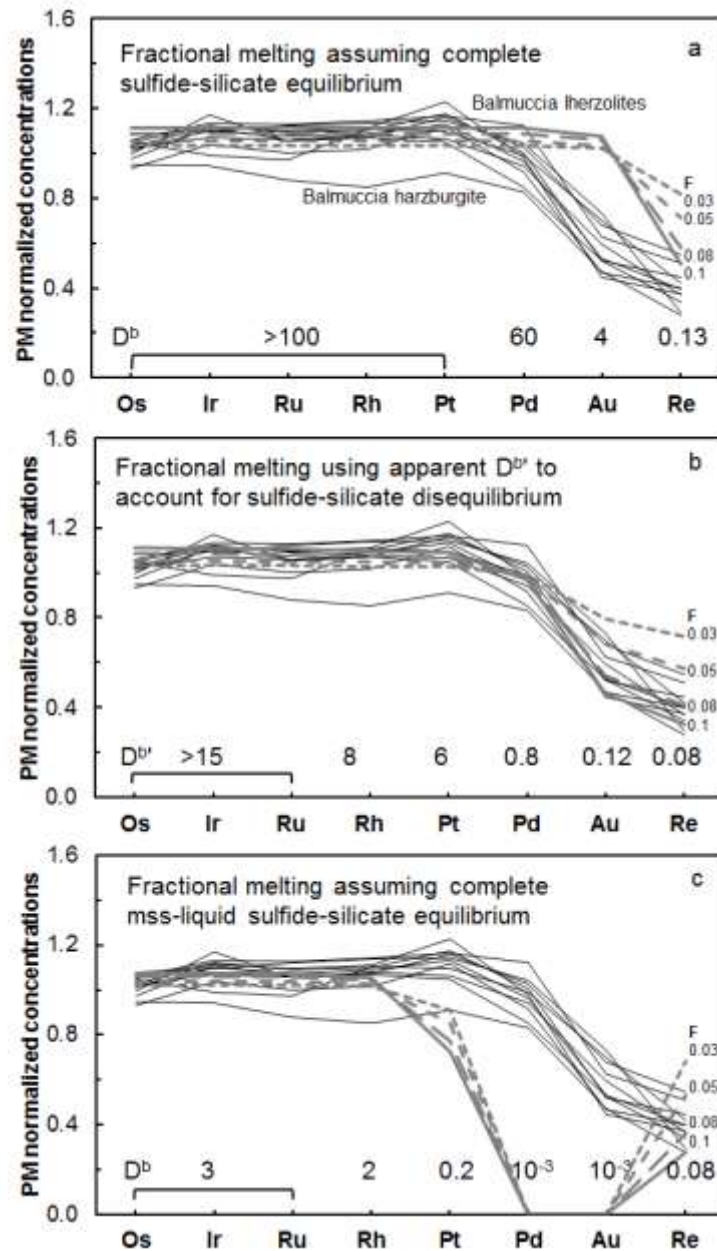 1.6
a
Fractional melting assuming complete
sulfide-silicate equilibrium
Balmuccia lherzolites
1.2
F
0.03
0.8
0.05
Balmuccia harzburgite
0.08
0.4
0.1
Dᵇ >100 60 4 0.13
0.0
Os Ir Ru Rh Pt Pd Au Re
PM normalized concentrations
1.6
b
Fractional melting using apparent Dᵇ' to
account for sulfide-silicate disequilibrium
1.2
F
0.8
0.03
0.05
0.4
0.08
0.1
Dᵇ' >15 8 6 0.8 0.12 0.08
0.0
Os Ir Ru Rh Pt Pd Au Re
PM normalized concentrations
1.6
c
Fractional melting assuming complete
mss-liquid sulfide-silicate equilibrium
1.2
F
0.8
0.03
0.05
0.4
0.08
0.1
Dᵇ 3 2 0.2 10⁻³ 10⁻³ 0.08
0.0
Os Ir Ru Rh Pt Pd Au Re
PM normalized concentrations